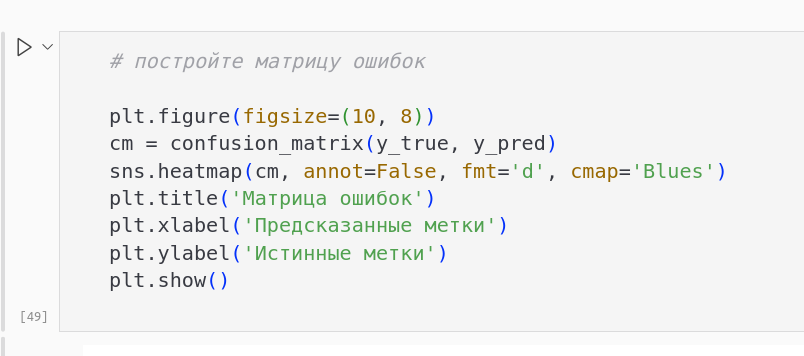 # постройте матрицу ошибок
plt.figure(figsize=(10, 8))
cm = confusion_matrix(y_true, y_pred)
sns.heatmap(cm, annot=False, fmt='d', cmap='Blues')
plt.title('Матрица ошибок')
plt.xlabel('Предсказанные метки')
plt.ylabel('Истинные метки')
plt.show()
[49]